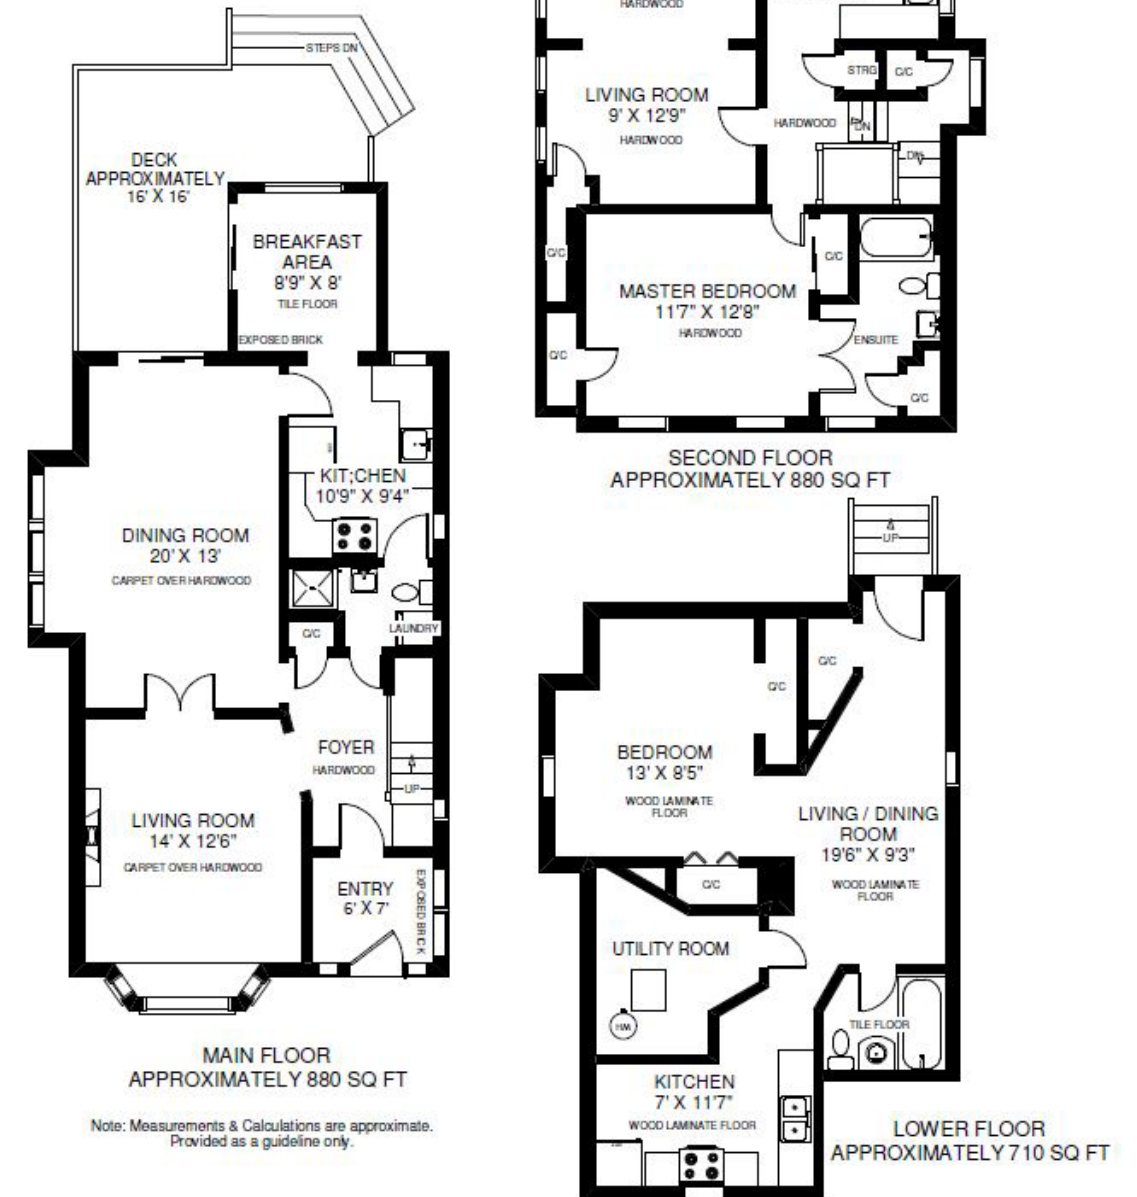 STEPS DN
DECK
APPROXIMATELY
16' X 16'
BREAKFAST
AREA
8'9" X 8'
TILE FLOOR
EXPOSED BRICK
KIT;CHEN
10'9" X 9'4"
DINING ROOM
20' X 13'
CARPET OVER HARDWOOD
LAUNDRY
C/C
FOYER
HARDWOOD
UP
LIVING ROOM
14' X 12'6"
CARPET OVER HARDWOOD
ENTRY
6' X 7'
EXPOSED BRICK
MAIN FLOOR
APPROXIMATELY 880 SQ FT
Note: Measurements & Calculations are approximate.
Provided as a guideline only.
HARDWOOD
STRG
C/C
LIVING ROOM
9' X 12'9"
HARDWOOD
HARDWOOD
DN
DN
C/C
C/C
MASTER BEDROOM
11'7" X 12'8"
HARDWOOD
ENSUITE
C/C
C/C
SECOND FLOOR
APPROXIMATELY 880 SQ FT
UP
C/C
C/C
BEDROOM
13' X 8'5"
WOOD LAMINATE
FLOOR
LIVING / DINING
ROOM
19'6" X 9'3"
WOOD LAMINATE
FLOOR
C/C
UTILITY ROOM
HW
TILE FLOOR
KITCHEN
7' X 11'7"
WOOD LAMINATE FLOOR
LOWER FLOOR
APPROXIMATELY 710 SQ FT